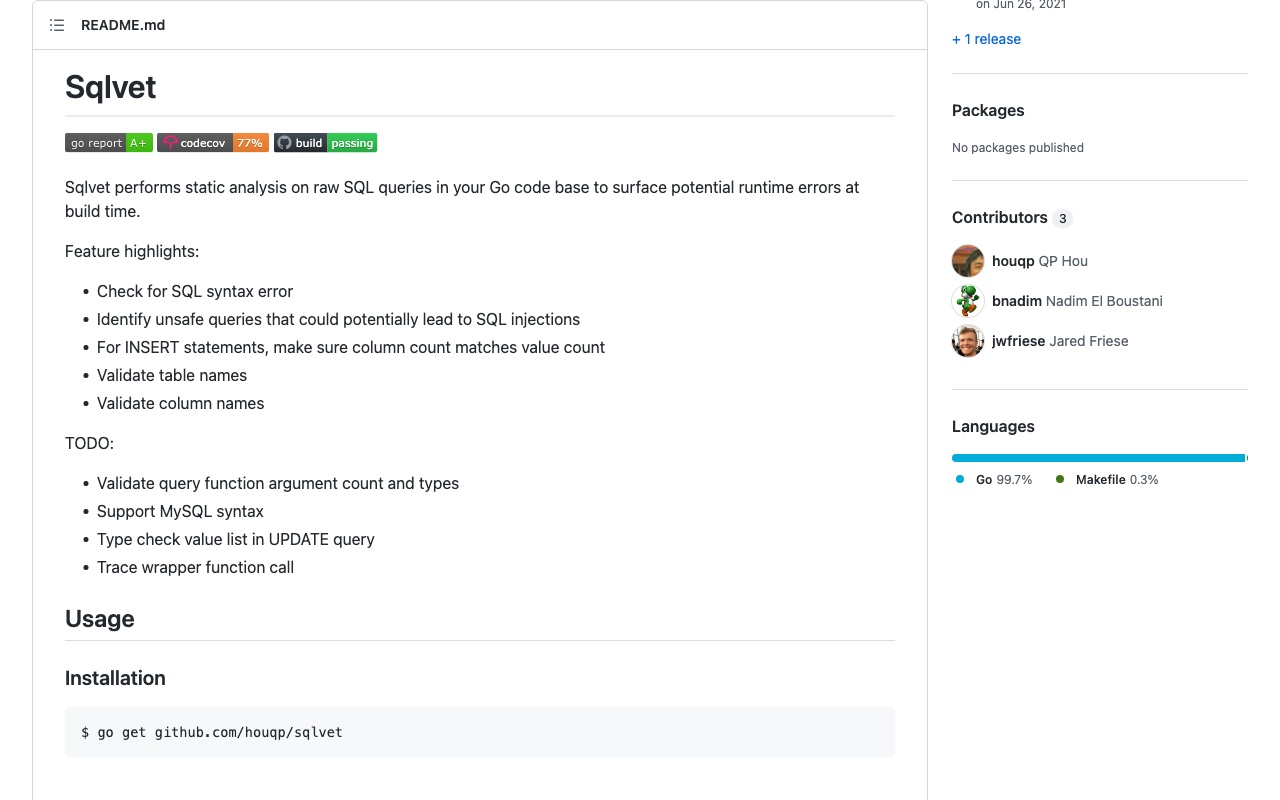 README.md
Sqlvet
go report A+ codecov 77% build passing
Sqlvet performs static analysis on raw SQL queries in your Go code base to surface potential runtime errors at
build time.
Feature highlights:
• Check for SQL syntax error
• Identify unsafe queries that could potentially lead to SQL injections
• For INSERT statements, make sure column count matches value count
• Validate table names
• Validate column names
TODO:
• Validate query function argument count and types
• Support MySQL syntax
• Type check value list in UPDATE query
• Trace wrapper function call
Usage
Installation
$ go get github.com/houqp/sqlvet
on Jun 26, 2021
+ 1 release
Packages
No packages published
Contributors 3
houqp QP Hou
bnadim Nadim El Boustani
jwfriese Jared Friese
Languages
Go 99.7% Makefile 0.3%